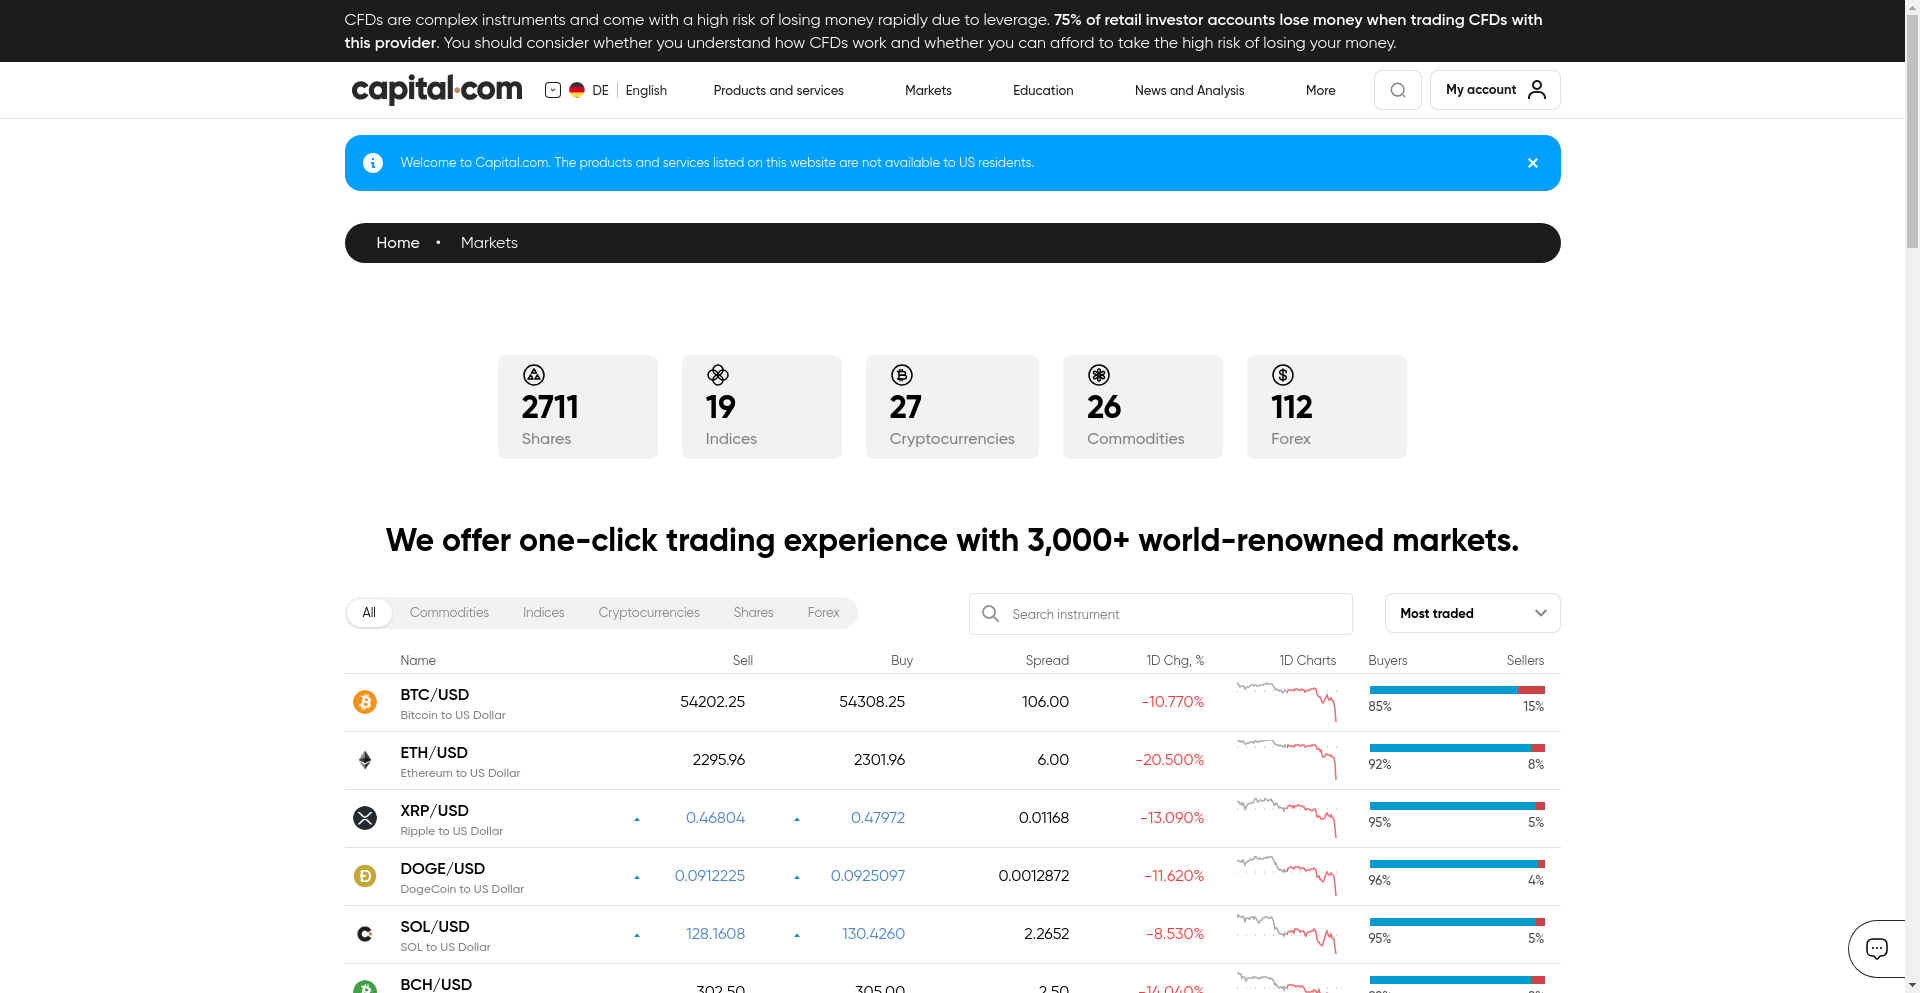 CFDs are complex instruments and come with a high risk of losing money rapidly due to leverage. 75% of retail investor accounts lose money when trading CFDs with
this provider. You should consider whether you understand how CFDs work and whether you can afford to take the high risk of losing your money.
capital.com DE English Products and services Markets Education News and Analysis More My account
Welcome to Capital.com. The products and services listed on this website are not available to US residents.
Home • Markets
2711 19 27 26 112
Shares Indices Cryptocurrencies Commodities Forex
We offer one-click trading experience with 3,000+ world-renowned markets.
All Commodities Indices Cryptocurrencies Shares Forex Search instrument Most traded
Name Sell Buy Spread 1D Chg, % 1D Charts Buyers Sellers
BTC/USD 54202.25 54308.25 106.00 -10.770%
Bitcoin to US Dollar 85% 15%
ETH/USD 2295.96 2301.96 6.00 -20.500%
Ethereum to US Dollar 92% 8%
XRP/USD 0.46804 0.47972 0.01168 -13.090%
Ripple to US Dollar 95% 5%
DOGE/USD 0.0912225 0.0925097 0.0012872 -11.620%
DogeCoin to US Dollar 96% 4%
SOL/USD 128.1608 130.4260 2.2652 -8.530%
SOL to US Dollar 95% 5%
BCH/USD 302.50 305.00 2.50 -14.040%